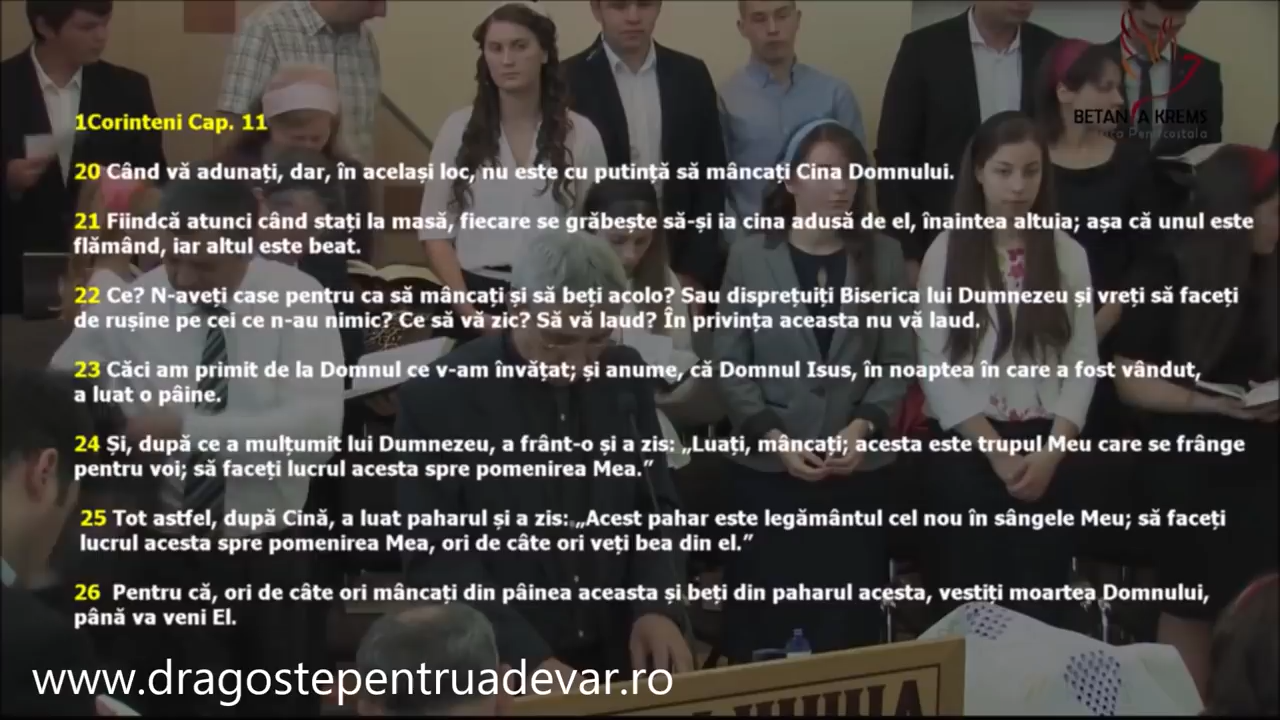 BETANIA KREMS
1Corinteni Cap. 11
20 Când vă adunați, dar, în același loc, nu este cu putință să mâncați Cina Domnului.
21 Fiindcă atunci când stați la masă, fiecare se grăbește să-și ia cina adusă de el, înaintea altuia; așa că unul este
flămând, iar altul este beat.
22 Ce? N-aveți case pentru ca să mâncați și să beți acolo? Sau disprețuiți Biserica lui Dumnezeu și vreți să faceți
de rușine pe cei ce n-au nimic? Ce să vă zic? Să vă laud? În privința aceasta nu vă laud.
23 Căci am primit de la Domnul ce v-am învățat; și anume, că Domnul Isus, în noaptea în care a fost vândut,
a luat o pâine.
24 Și, după ce a mulțumit lui Dumnezeu, a frânt-o și a zis: „Luați, mâncați; acesta este trupul Meu care se frânge
pentru voi; să faceți lucrul acesta spre pomenirea Mea.”
25 Tot astfel, după Cină, a luat paharul și a zis: „Acest pahar este legământul cel nou în sângele Meu; să faceți
lucrul acesta spre pomenirea Mea, ori de câte ori veți bea din el.”
26 Pentru că, ori de câte ori mâncați din pâinea aceasta și beți din paharul acesta, vestiți moartea Domnului,
până va veni El.
www.dragostepentruadevar.ro